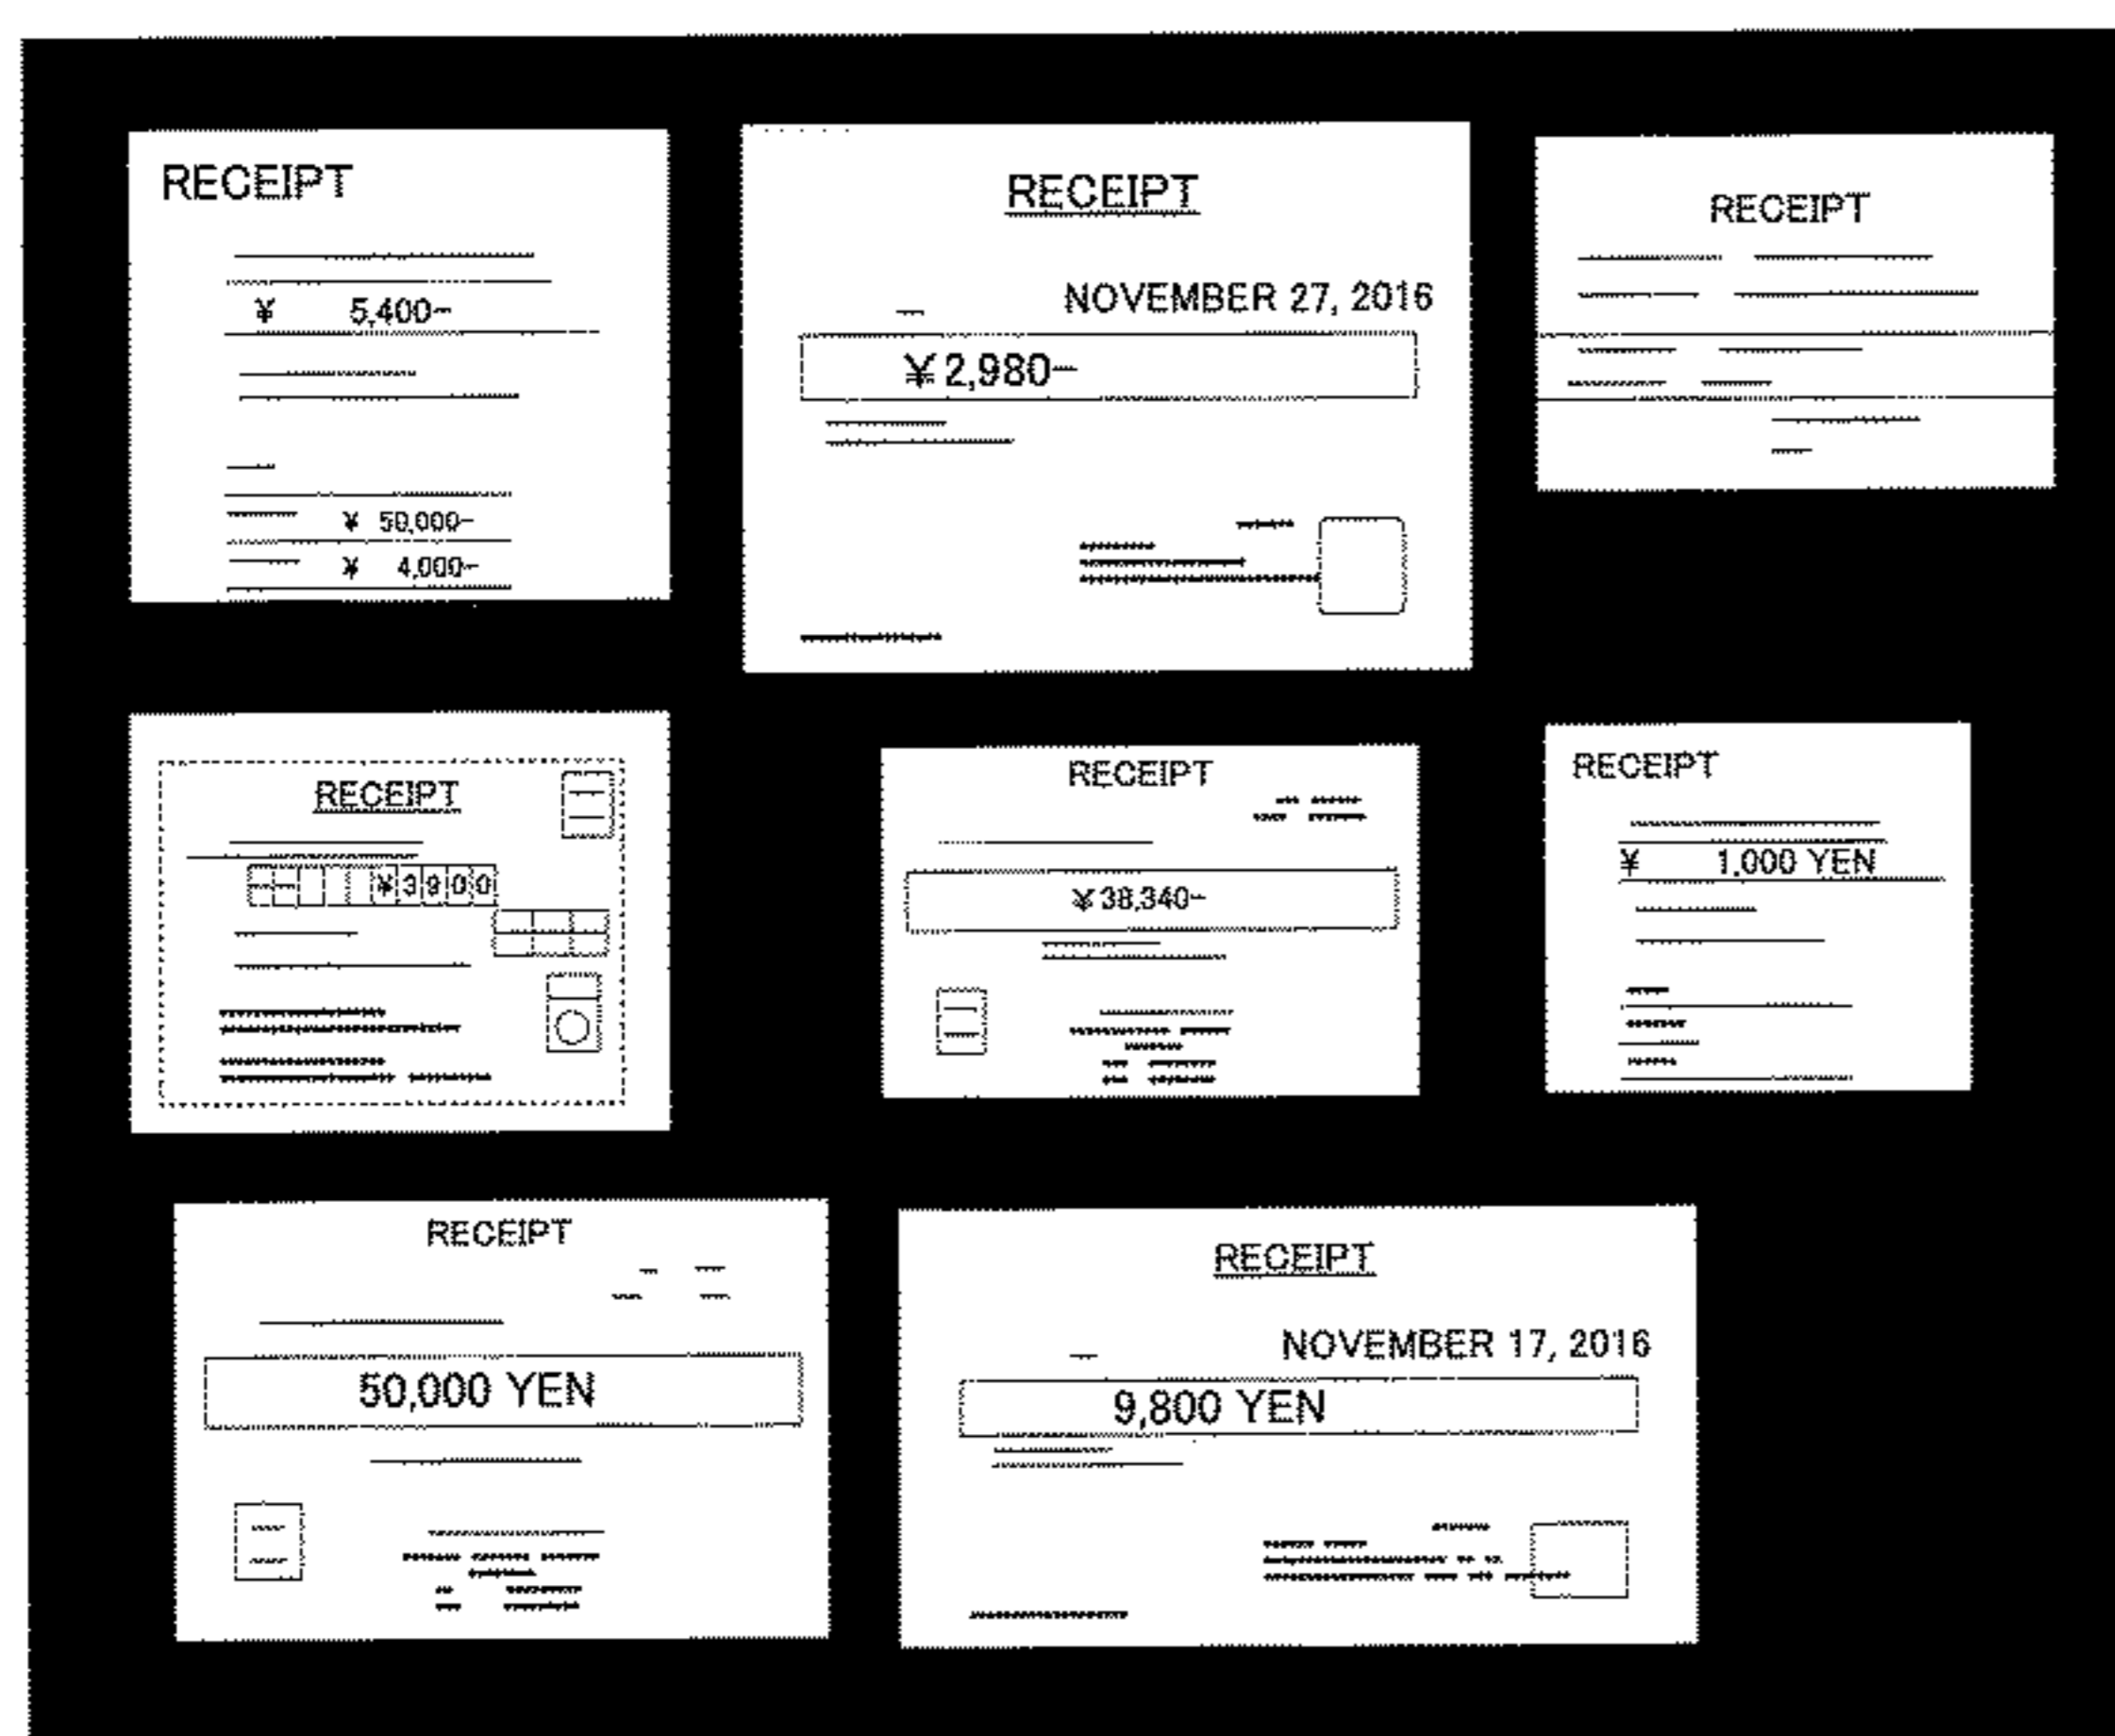 RECEIPT
¥ 5,400-
¥ 50,000-
¥ 4,000-
RECEIPT
NOVEMBER 27, 2016
¥2,980-
RECEIPT
RECEIPT
¥3900
RECEIPT
¥38,340-
RECEIPT
¥ 1,000 YEN
RECEIPT
50,000 YEN
RECEIPT
NOVEMBER 17, 2016
9,800 YEN